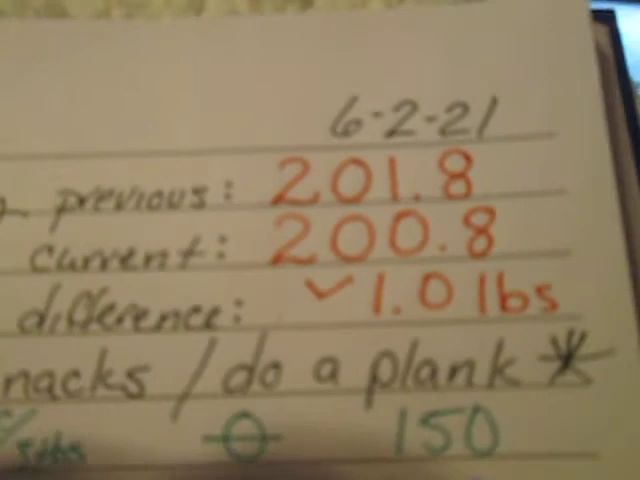 6-2-21
previous: 201.8
current: 200.8
difference: ✓ 1.0 lbs
nacks / do a plank *
150